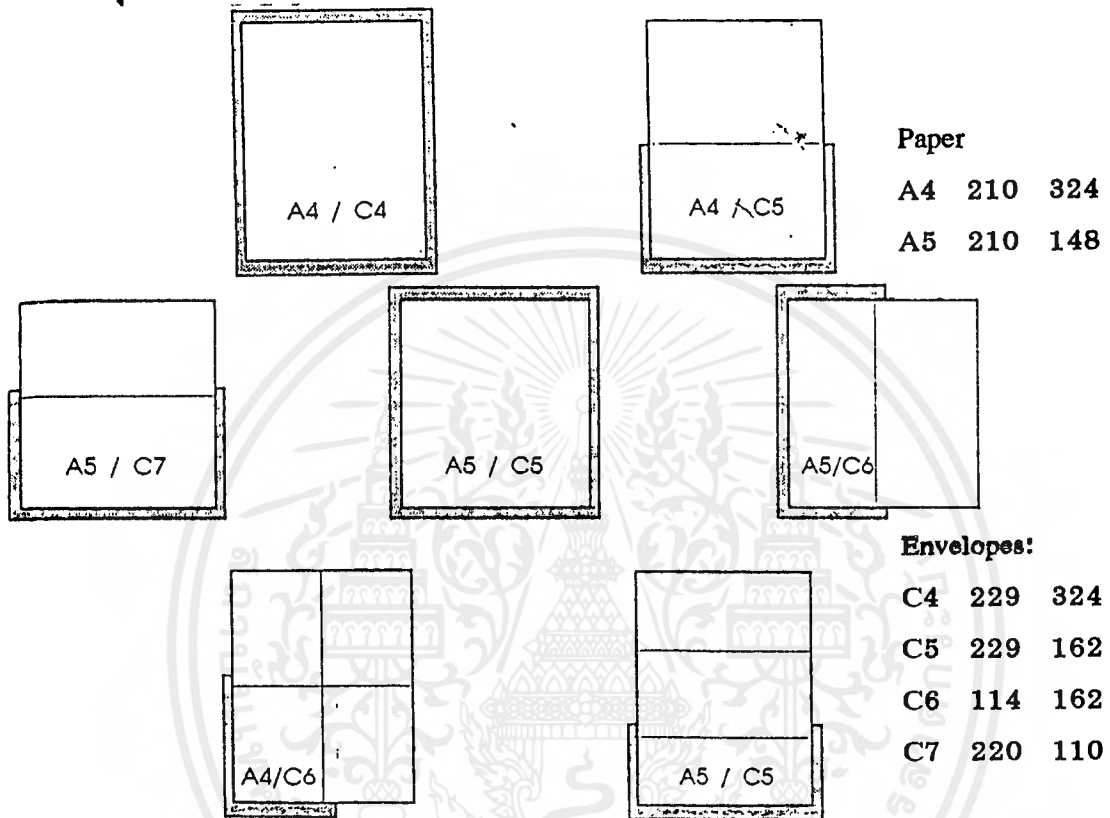 A4 / C4
A4 / C5
Paper
A4 210 324
A5 210 148
A5 / C7
A5 / C5
A5/C6
Envelopes:
C4 229 324
C5 229 162
C6 114 162
C7 220 110
A4/C6
A5 / C5